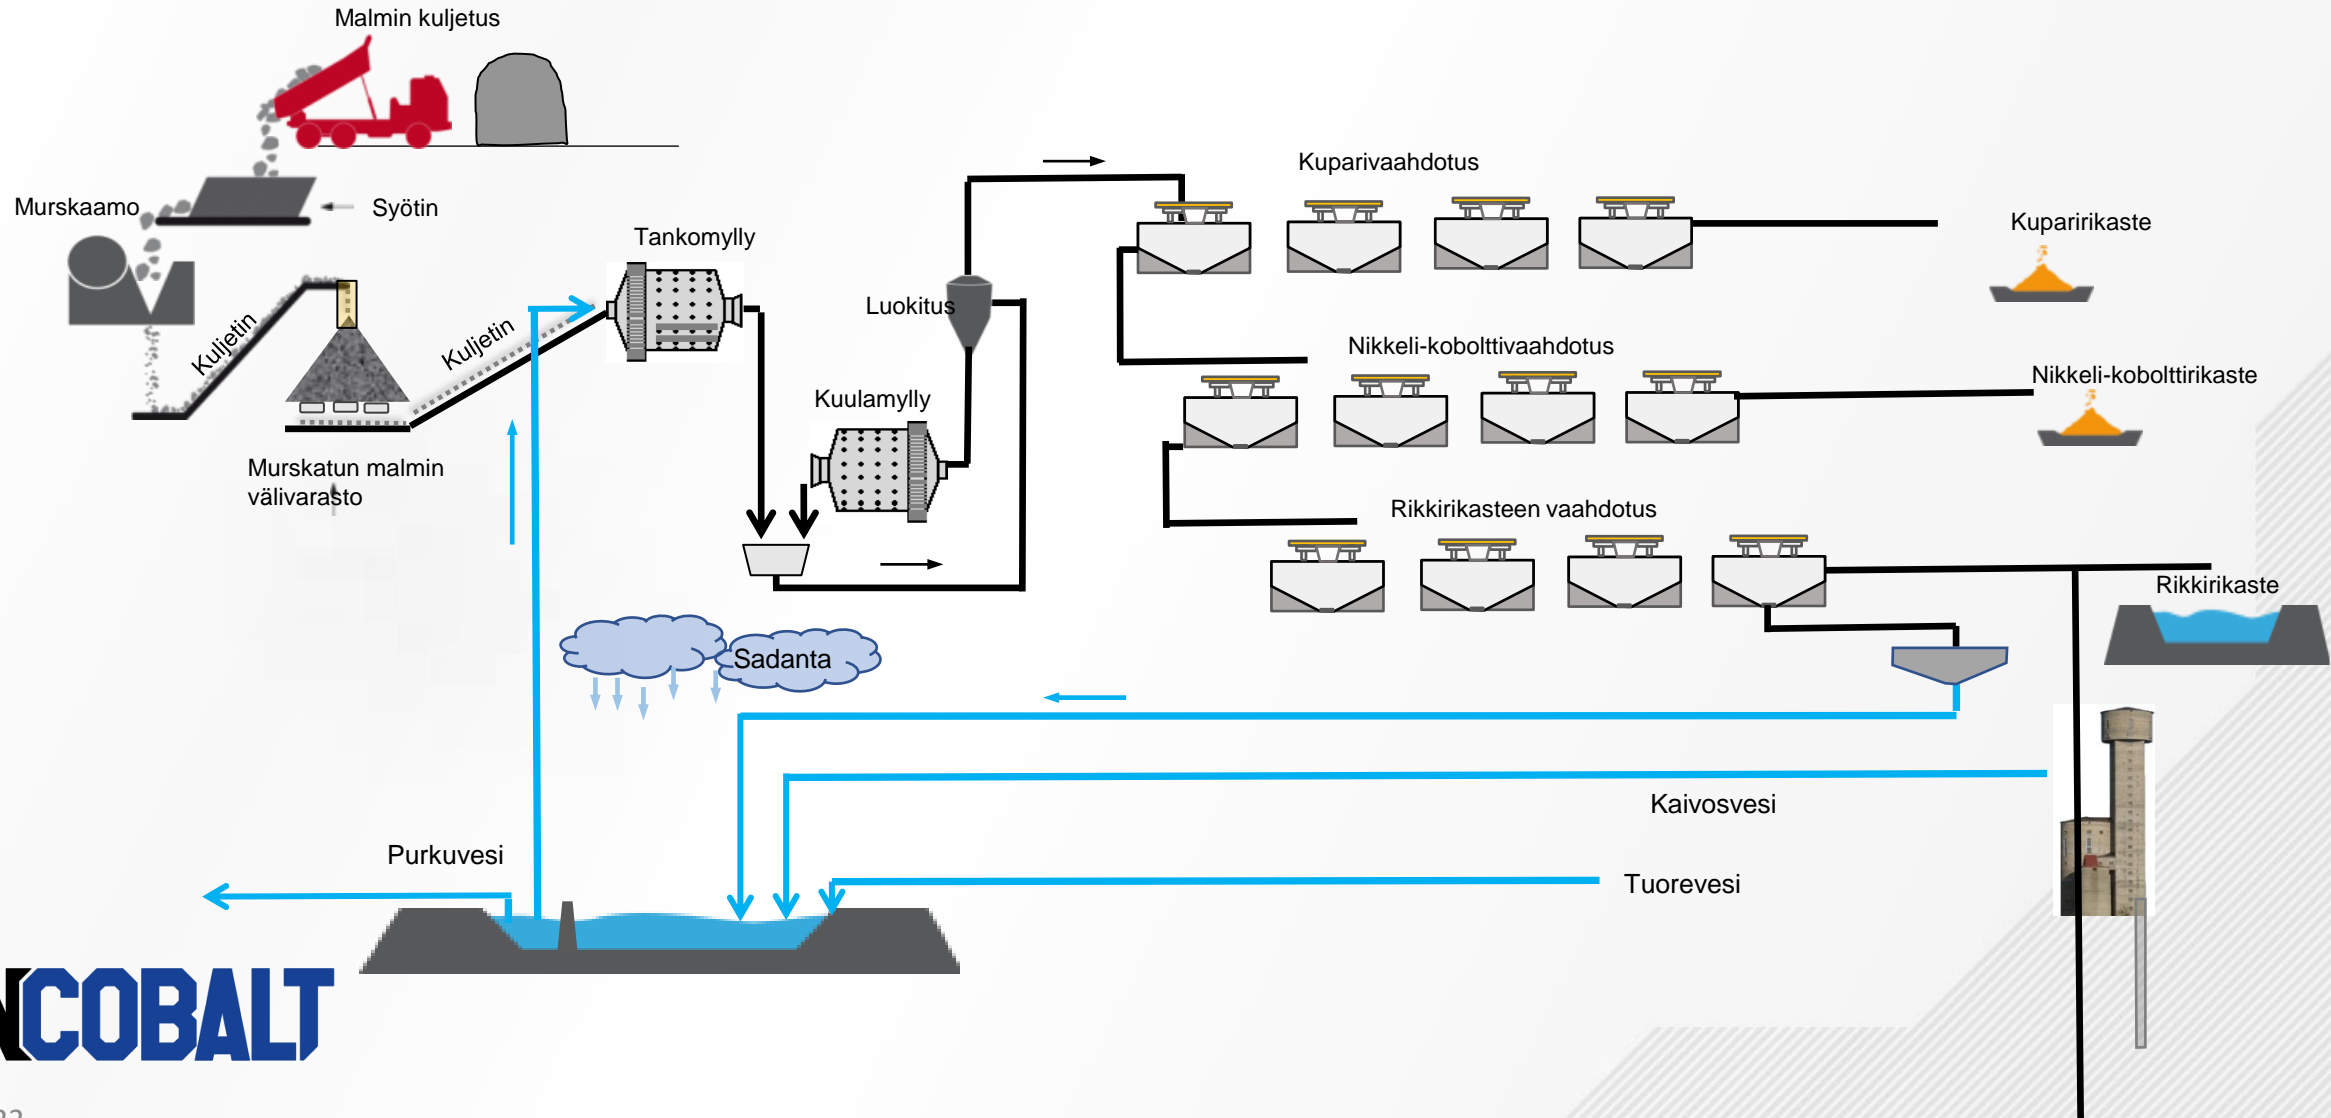 Malmin kuljetus
Murskaamo
Syötin
Kuljetin
Murskatun malmin
välivarasto
Kuljetin
Tankomylly
Kuulamylly
Luokitus
Kuparivaahdotus
Kuparirikaste
Nikkeli-kobolttivaahdotus
Nikkeli-kobolttirikaste
Rikkirikasteen vaahdotus
Rikkirikaste
Sadanta
Kaivosvesi
Tuorevesi
Purkuvesi
NCOBALT